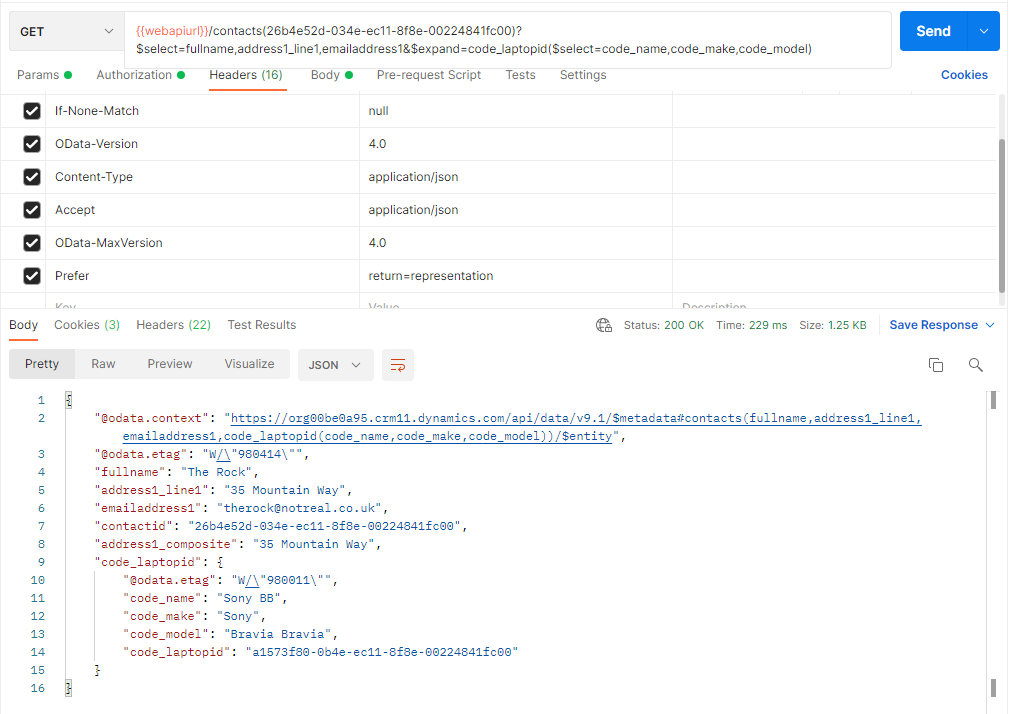 GET
{{webapiurl}}/contacts(26b4e52d-034e-ec11-8f8e-00224841fc00)?
$select=fullname,address1_line1,emailaddress1&$expand=code_laptopid($select=code_name,code_make,code_model)
Send
Params Authorization Headers (16) Body Pre-request Script Tests Settings Cookies
If-None-Match null
OData-Version 4.0
Content-Type application/json
Accept application/json
OData-MaxVersion 4.0
Prefer return=representation
Key Value Description
Body Cookies (3) Headers (22) Test Results Status: 200 OK Time: 229 ms Size: 1.25 KB Save Response
Pretty Raw Preview Visualize JSON
1 {
2 "@odata.context": "https://org00be0a95.crm11.dynamics.com/api/data/v9.1/$metadata#contacts(fullname,address1_line1,
emailaddress1,code_laptopid(code_name,code_make,code_model))/$entity",
3 "@odata.etag": "W/\"980414\"",
4 "fullname": "The Rock",
5 "address1_line1": "35 Mountain Way",
6 "emailaddress1": "therock@notreal.co.uk",
7 "contactid": "26b4e52d-034e-ec11-8f8e-00224841fc00",
8 "address1_composite": "35 Mountain Way",
9 "code_laptopid": {
10 "@odata.etag": "W/\"980011\"",
11 "code_name": "Sony BB",
12 "code_make": "Sony",
13 "code_model": "Bravia Bravia",
14 "code_laptopid": "a1573f80-0b4e-ec11-8f8e-00224841fc00"
15 }
16 }